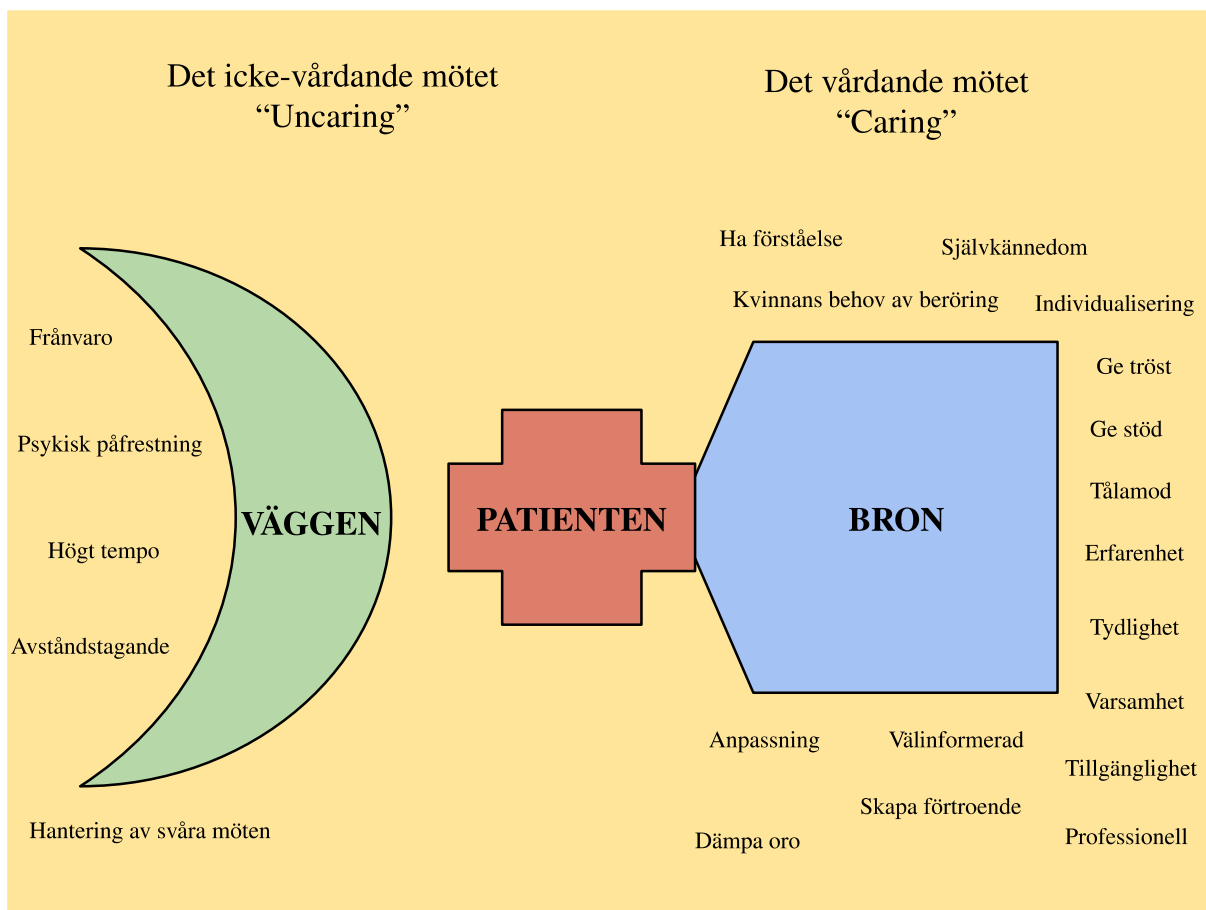 Det icke-vårdande mötet
“Uncaring”
Det vårdande mötet
“Caring”
Frånvaro
Psykisk påfrestning
Högt tempo
Avståndstagande
Hantering av svåra möten
VÄGGEN
PATIENTEN
BRON
Ha förståelse
Självkännedom
Kvinnans behov av beröring
Individualisering
Ge tröst
Ge stöd
Tålamod
Erfarenhet
Tydlighet
Varsamhet
Anpassning
Välinformerad
Tillgänglighet
Skapa förtroende
Dämpa oro
Professionell